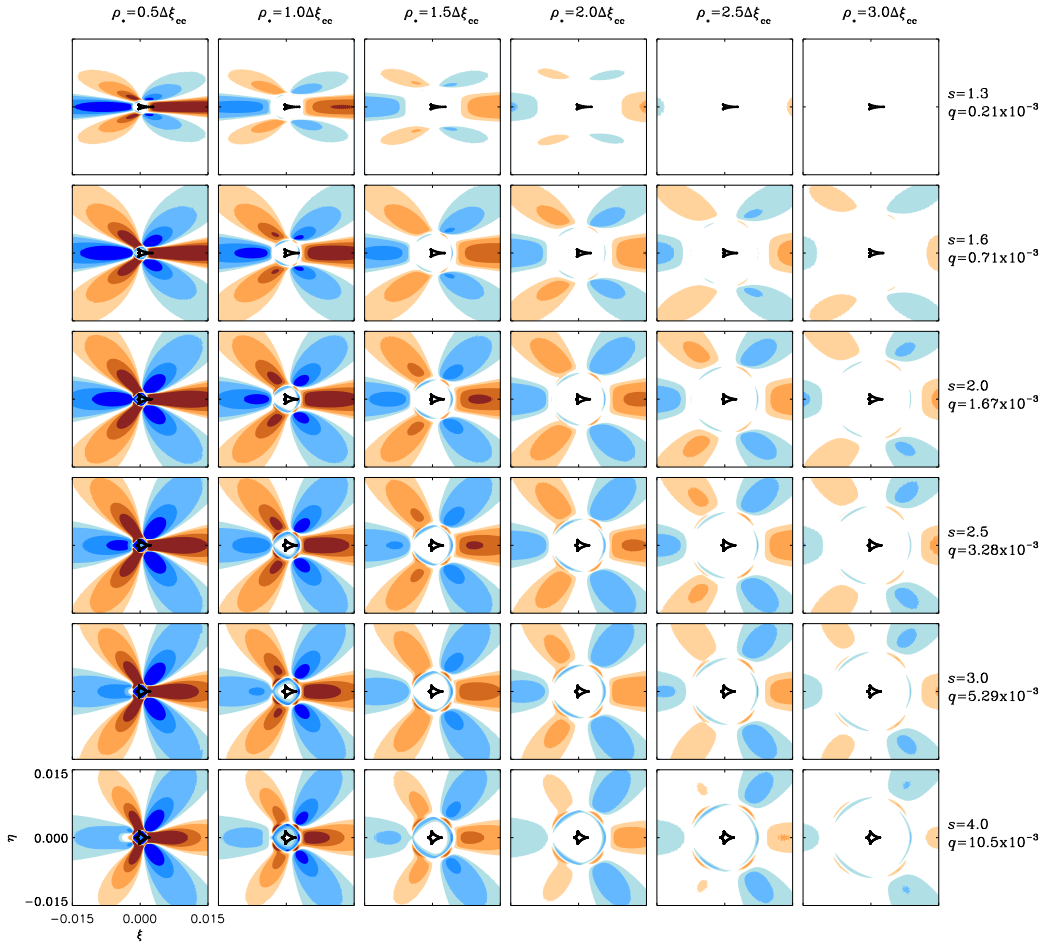 ρ*=0.5Δξcc ρ*=1.0Δξcc ρ*=1.5Δξcc ρ*=2.0Δξcc ρ*=2.5Δξcc ρ*=3.0Δξcc
s=1.3
q=0.21x10⁻³
s=1.6
q=0.71x10⁻³
s=2.0
q=1.67x10⁻³
s=2.5
q=3.28x10⁻³
s=3.0
q=5.29x10⁻³
s=4.0
q=10.5x10⁻³
0.015
η 0.000
−0.015
−0.015 0.000 0.015
ξ